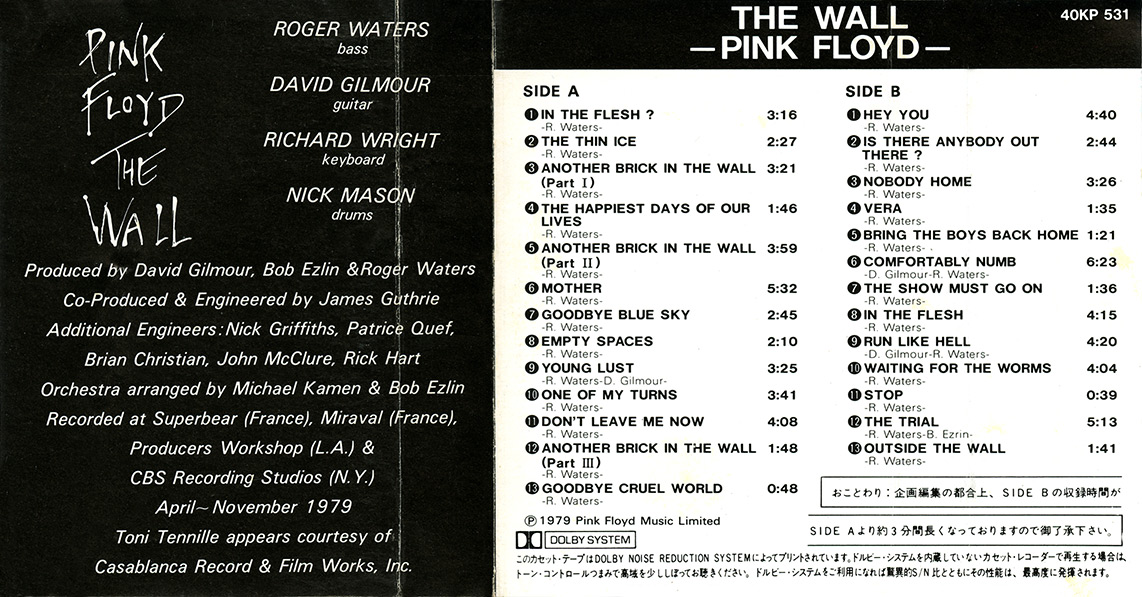 PINK
FLOYD
THE
WALL
ROGER WATERS
bass
DAVID GILMOUR
guitar
RICHARD WRIGHT
keyboard
NICK MASON
drums
Produced by David Gilmour, Bob Ezlin &Roger Waters
Co-Produced & Engineered by James Guthrie
Additional Engineers:Nick Griffiths, Patrice Quef,
Brian Christian, John McClure, Rick Hart
Orchestra arranged by Michael Kamen & Bob Ezlin
Recorded at Superbear (France), Miraval (France),
Producers Workshop (L.A.) &
CBS Recording Studios (N.Y.)
April~November 1979
Toni Tennille appears courtesy of
Casablanca Record & Film Works, Inc.
THE WALL
—PINK FLOYD—
40KP 531
SIDE A
❶IN THE FLESH ? 3:16
-R. Waters-
❷THE THIN ICE 2:27
-R. Waters-
❸ANOTHER BRICK IN THE WALL 3:21
(Part Ⅰ)
-R. Waters-
❹THE HAPPIEST DAYS OF OUR 1:46
LIVES
-R. Waters-
❺ANOTHER BRICK IN THE WALL 3:59
(Part Ⅱ)
-R. Waters-
❻MOTHER 5:32
-R. Waters-
❼GOODBYE BLUE SKY 2:45
-R. Waters-
❽EMPTY SPACES 2:10
-R. Waters-
❾YOUNG LUST 3:25
-R. Waters-D. Gilmour-
❿ONE OF MY TURNS 3:41
-R. Waters-
⓫DON'T LEAVE ME NOW 4:08
-R. Waters-
⓬ANOTHER BRICK IN THE WALL 1:48
(Part Ⅲ)
-R. Waters-
⓭GOODBYE CRUEL WORLD 0:48
-R. Waters-
SIDE B
❶HEY YOU 4:40
-R. Waters-
❷IS THERE ANYBODY OUT 2:44
THERE ?
-R. Waters-
❸NOBODY HOME 3:26
-R. Waters-
❹VERA 1:35
-R. Waters-
❺BRING THE BOYS BACK HOME 1:21
-R. Waters-
❻COMFORTABLY NUMB 6:23
-D. Gilmour-R. Waters-
❼THE SHOW MUST GO ON 1:36
-R. Waters-
❽IN THE FLESH 4:15
-R. Waters-
❾RUN LIKE HELL 4:20
-D. Gilmour-R. Waters-
❿WAITING FOR THE WORMS 4:04
-R. Waters-
⓫STOP 0:39
-R. Waters-
⓬THE TRIAL 5:13
-R. Waters-B. Ezrin-
⓭OUTSIDE THE WALL 1:41
-R. Waters-
おことわり：企画編集の都合上、SIDE Bの収録時間が
SIDE Aより約3分間長くなっておりますので御了承下さい。
℗1979 Pink Floyd Music Limited
DOLBY SYSTEM
このカセット・テープはDOLBY NOISE REDUCTION SYSTEMによってプリントされています。ドルビー・システムを内蔵していないカセット・レコーダーで再生する場合は、
トーン・コントロールつまみで高域を少ししぼってお聴きください。ドルビー・システムをご利用になれば驚異的S/N比とともにその性能は、最高度に発揮されます。